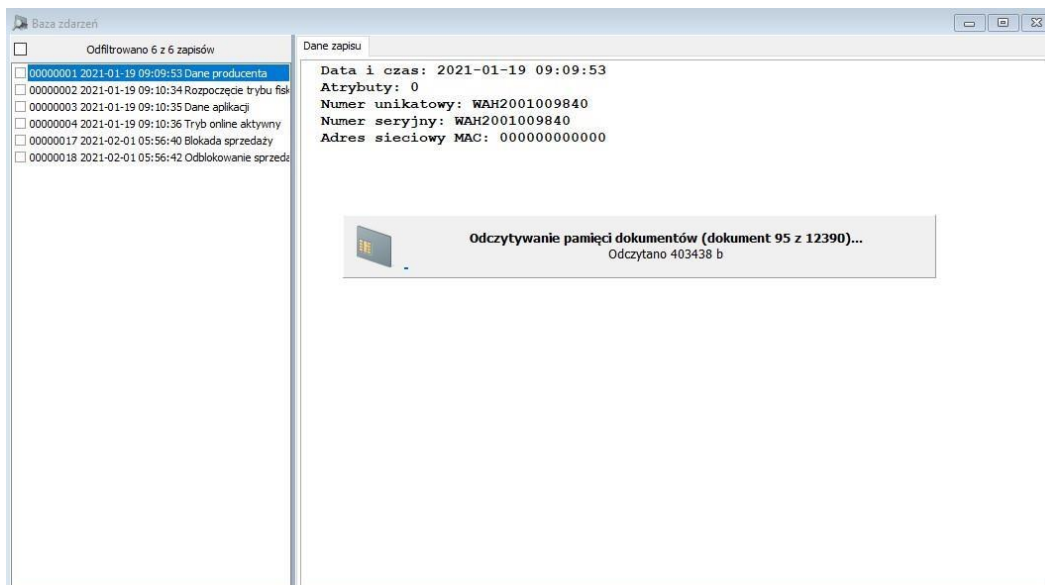 Baza zdarzeń
Odfiltrowano 6 z 6 zapisów
00000001 2021-01-19 09:09:53 Dane producenta
00000002 2021-01-19 09:10:34 Rozpoczęcie trybu fisk
00000003 2021-01-19 09:10:35 Dane aplikacji
00000004 2021-01-19 09:10:36 Tryb online aktywny
00000017 2021-02-01 05:56:40 Blokada sprzedaży
00000018 2021-02-01 05:56:42 Odblokowanie sprzeda
Dane zapisu
Data i czas: 2021-01-19 09:09:53
Atrybuty: 0
Numer unikatowy: WAH2001009840
Numer seryjny: WAH2001009840
Adres sieciowy MAC: 000000000000
Odczytywanie pamięci dokumentów (dokument 95 z 12390)...
Odczytano 403438 b